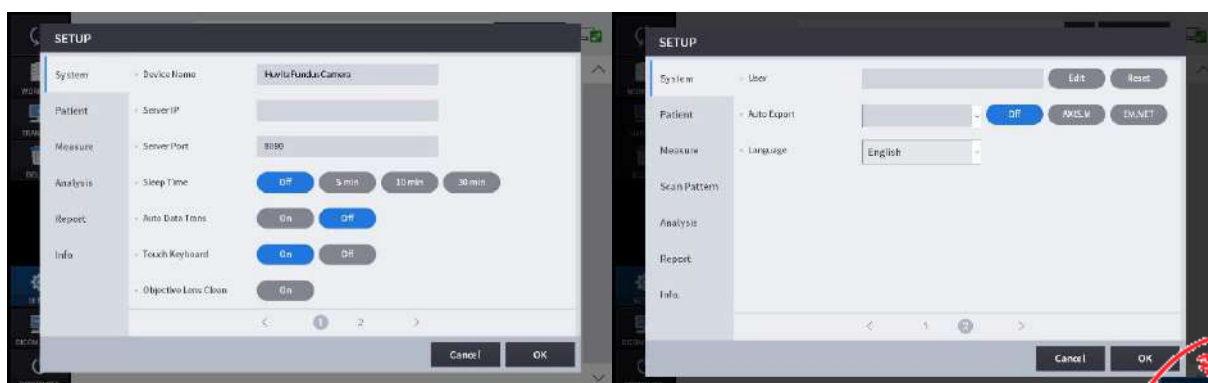 SETUP
System
Device Name
Huvitz Fundus Camera
Patient
Server IP
Measure
Server Port
Analysis
Sleep Time
Off
5 min
10 min
30 min
Report
Auto Data Trans
On
Off
Info
Touch Keyboard
On
Off
Objective Lens Clean
On
< 1 2 >
Cancel
OK
SETUP
System
User
Edit
Reset
Patient
Auto Export
Off
Measure
Language
English
Scan Pattern
Analysis
Report
Info.
< 1 2 >
Cancel
OK